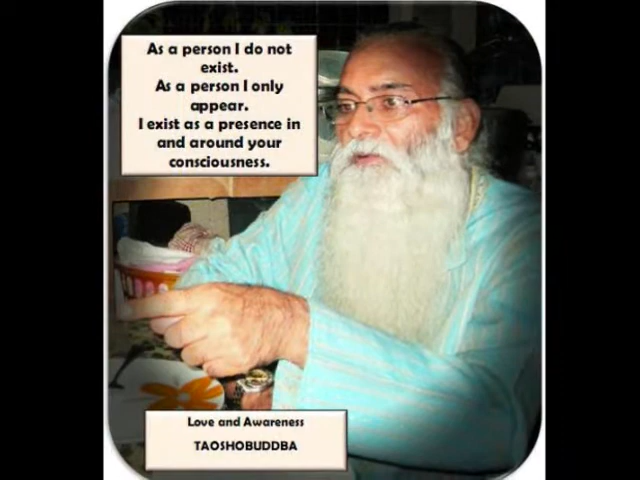 As a person I do not
exist.
As a person I only
appear.
I exist as a presence in
and around your
consciousness.
Love and Awareness
TAOSHOBUDDBA